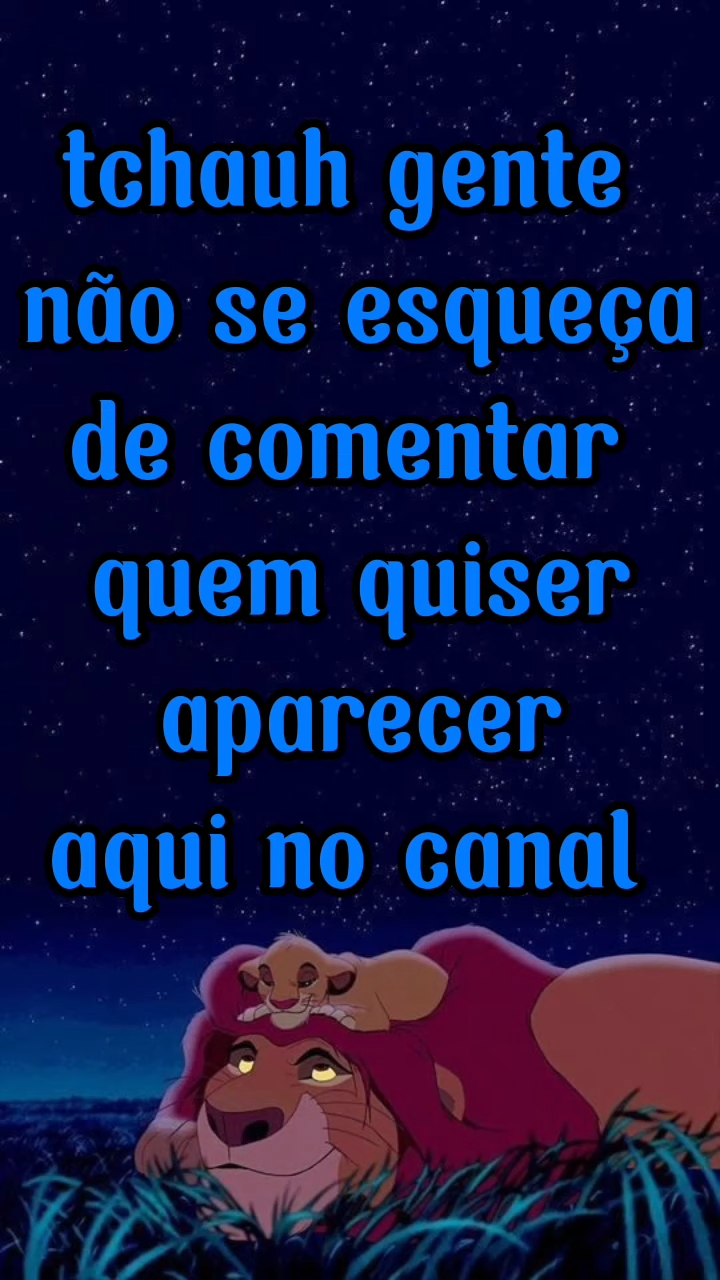 tchauh gente
não se esqueça
de comentar
quem quiser
aparecer
aqui no canal